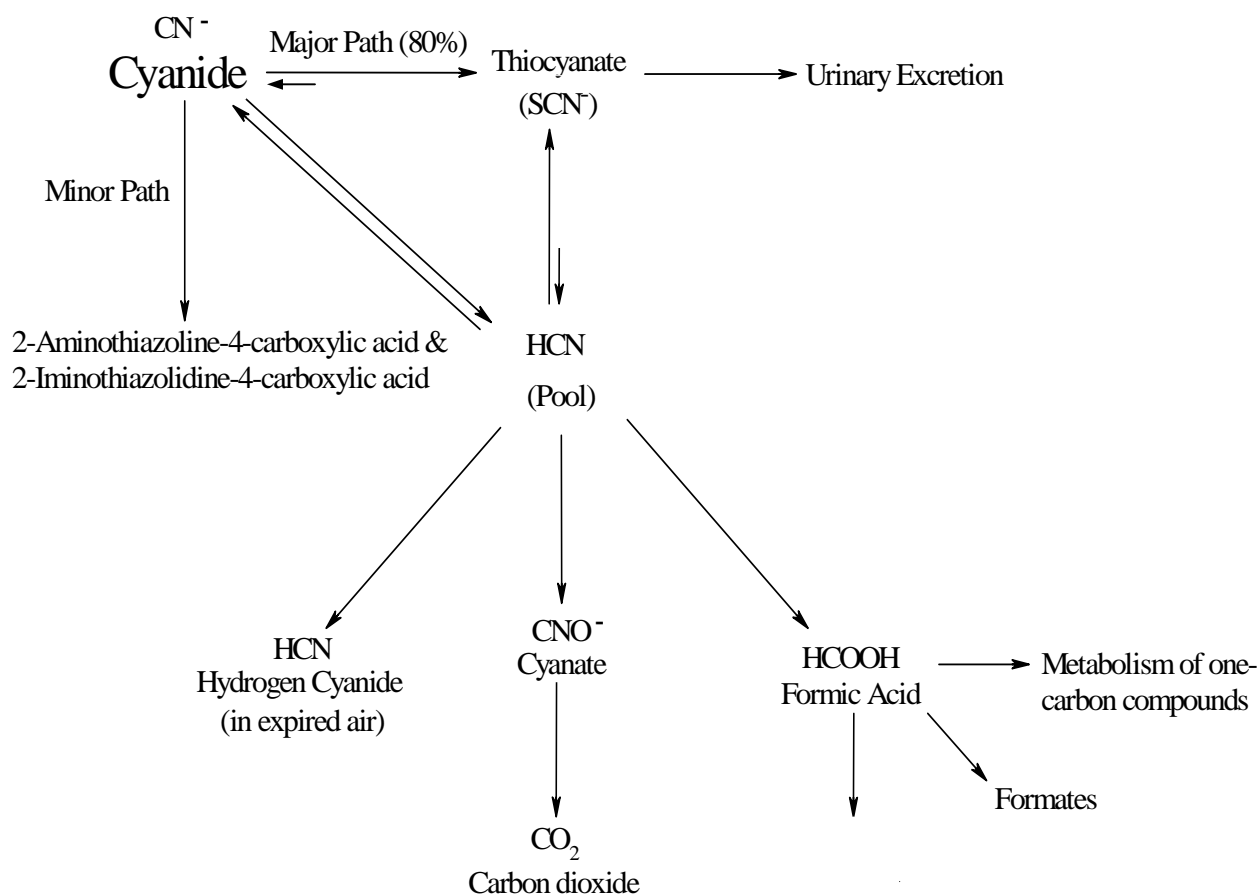 CN⁻
Cyanide
Major Path (80%)
Thiocyanate
(SCN⁻)
Urinary Excretion
Minor Path
2-Aminothiazoline-4-carboxylic acid &
2-Iminothiazolidine-4-carboxylic acid
HCN
(Pool)
HCN
Hydrogen Cyanide
(in expired air)
CNO⁻
Cyanate
CO₂
Carbon dioxide
HCOOH
Formic Acid
Metabolism of one-
carbon compounds
Formates